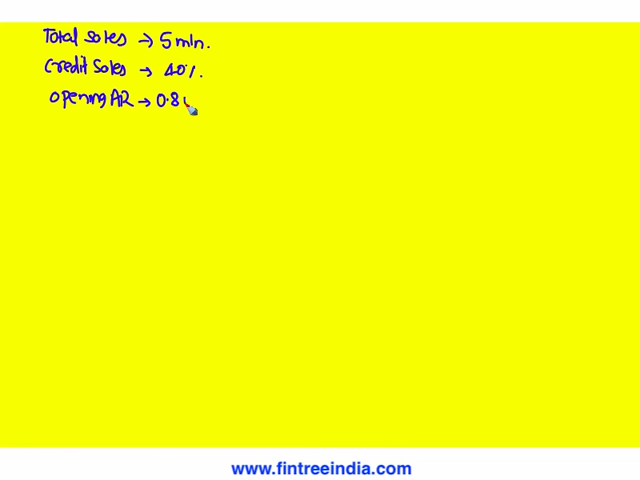 Total Sales → 5 mln.
Credit Sales → 40%.
Opening AR → 0.8
www.fintreeindia.com